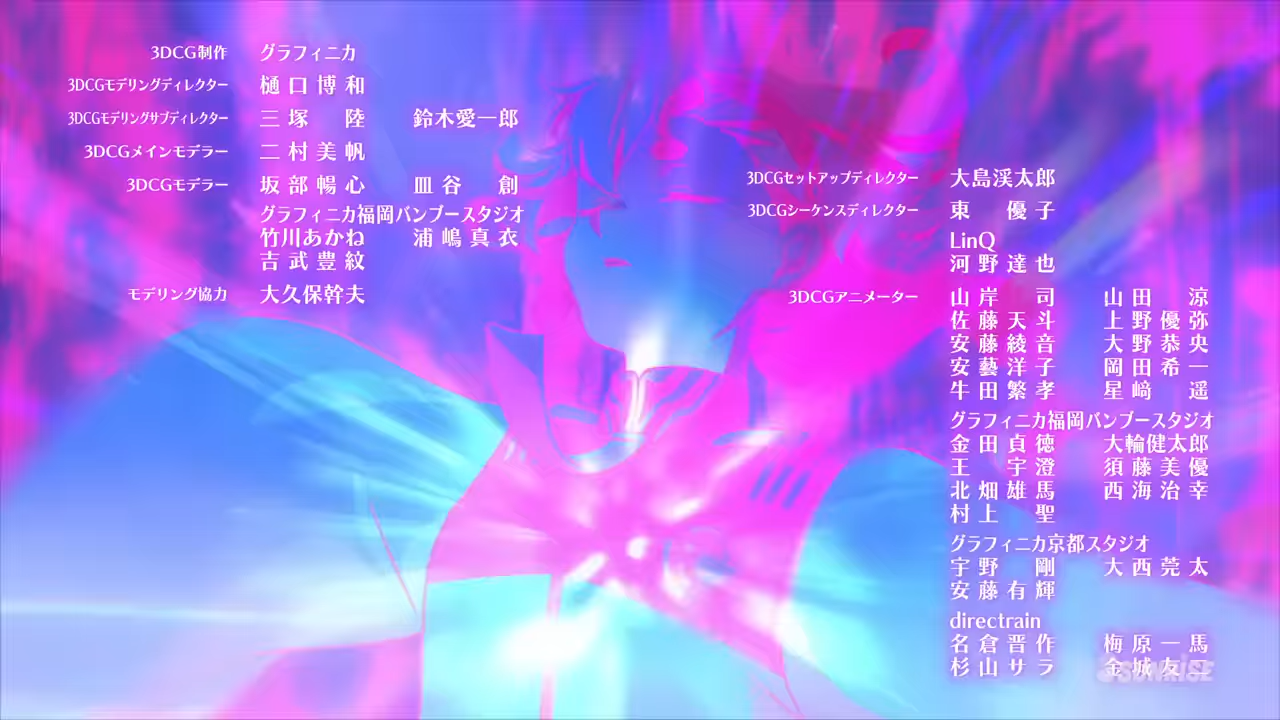 3DCG制作 グラフィニカ
3DCGモデリングディレクター 樋口博和
3DCGモデリングサブディレクター 三塚 陸 鈴木愛一郎
3DCGメインモデラー 二村美帆
3DCGモデラー 坂部暢心 皿谷 創
グラフィニカ福岡バンブースタジオ
竹川あかね 浦嶋真衣
吉武豊紋
モデリング協力 大久保幹夫
3DCGセットアップディレクター 大島渓太郎
3DCGシーケンスディレクター 東 優子
LinQ
河野達也
3DCGアニメーター 山岸 司 山田 涼
佐藤天斗 上野優弥
安藤綾音 大野恭央
安藝洋子 岡田希一
牛田繁孝 星﨑 遥
グラフィニカ福岡バンブースタジオ
金田貞徳 大輪健太郎
王 宇澄 須藤美優
北畑雄馬 西海治幸
村上 聖
グラフィニカ京都スタジオ
宇野 剛 大西莞太
安藤有輝
directrain
名倉晋作 梅原一馬
杉山サラ 金城友
SUNRISE